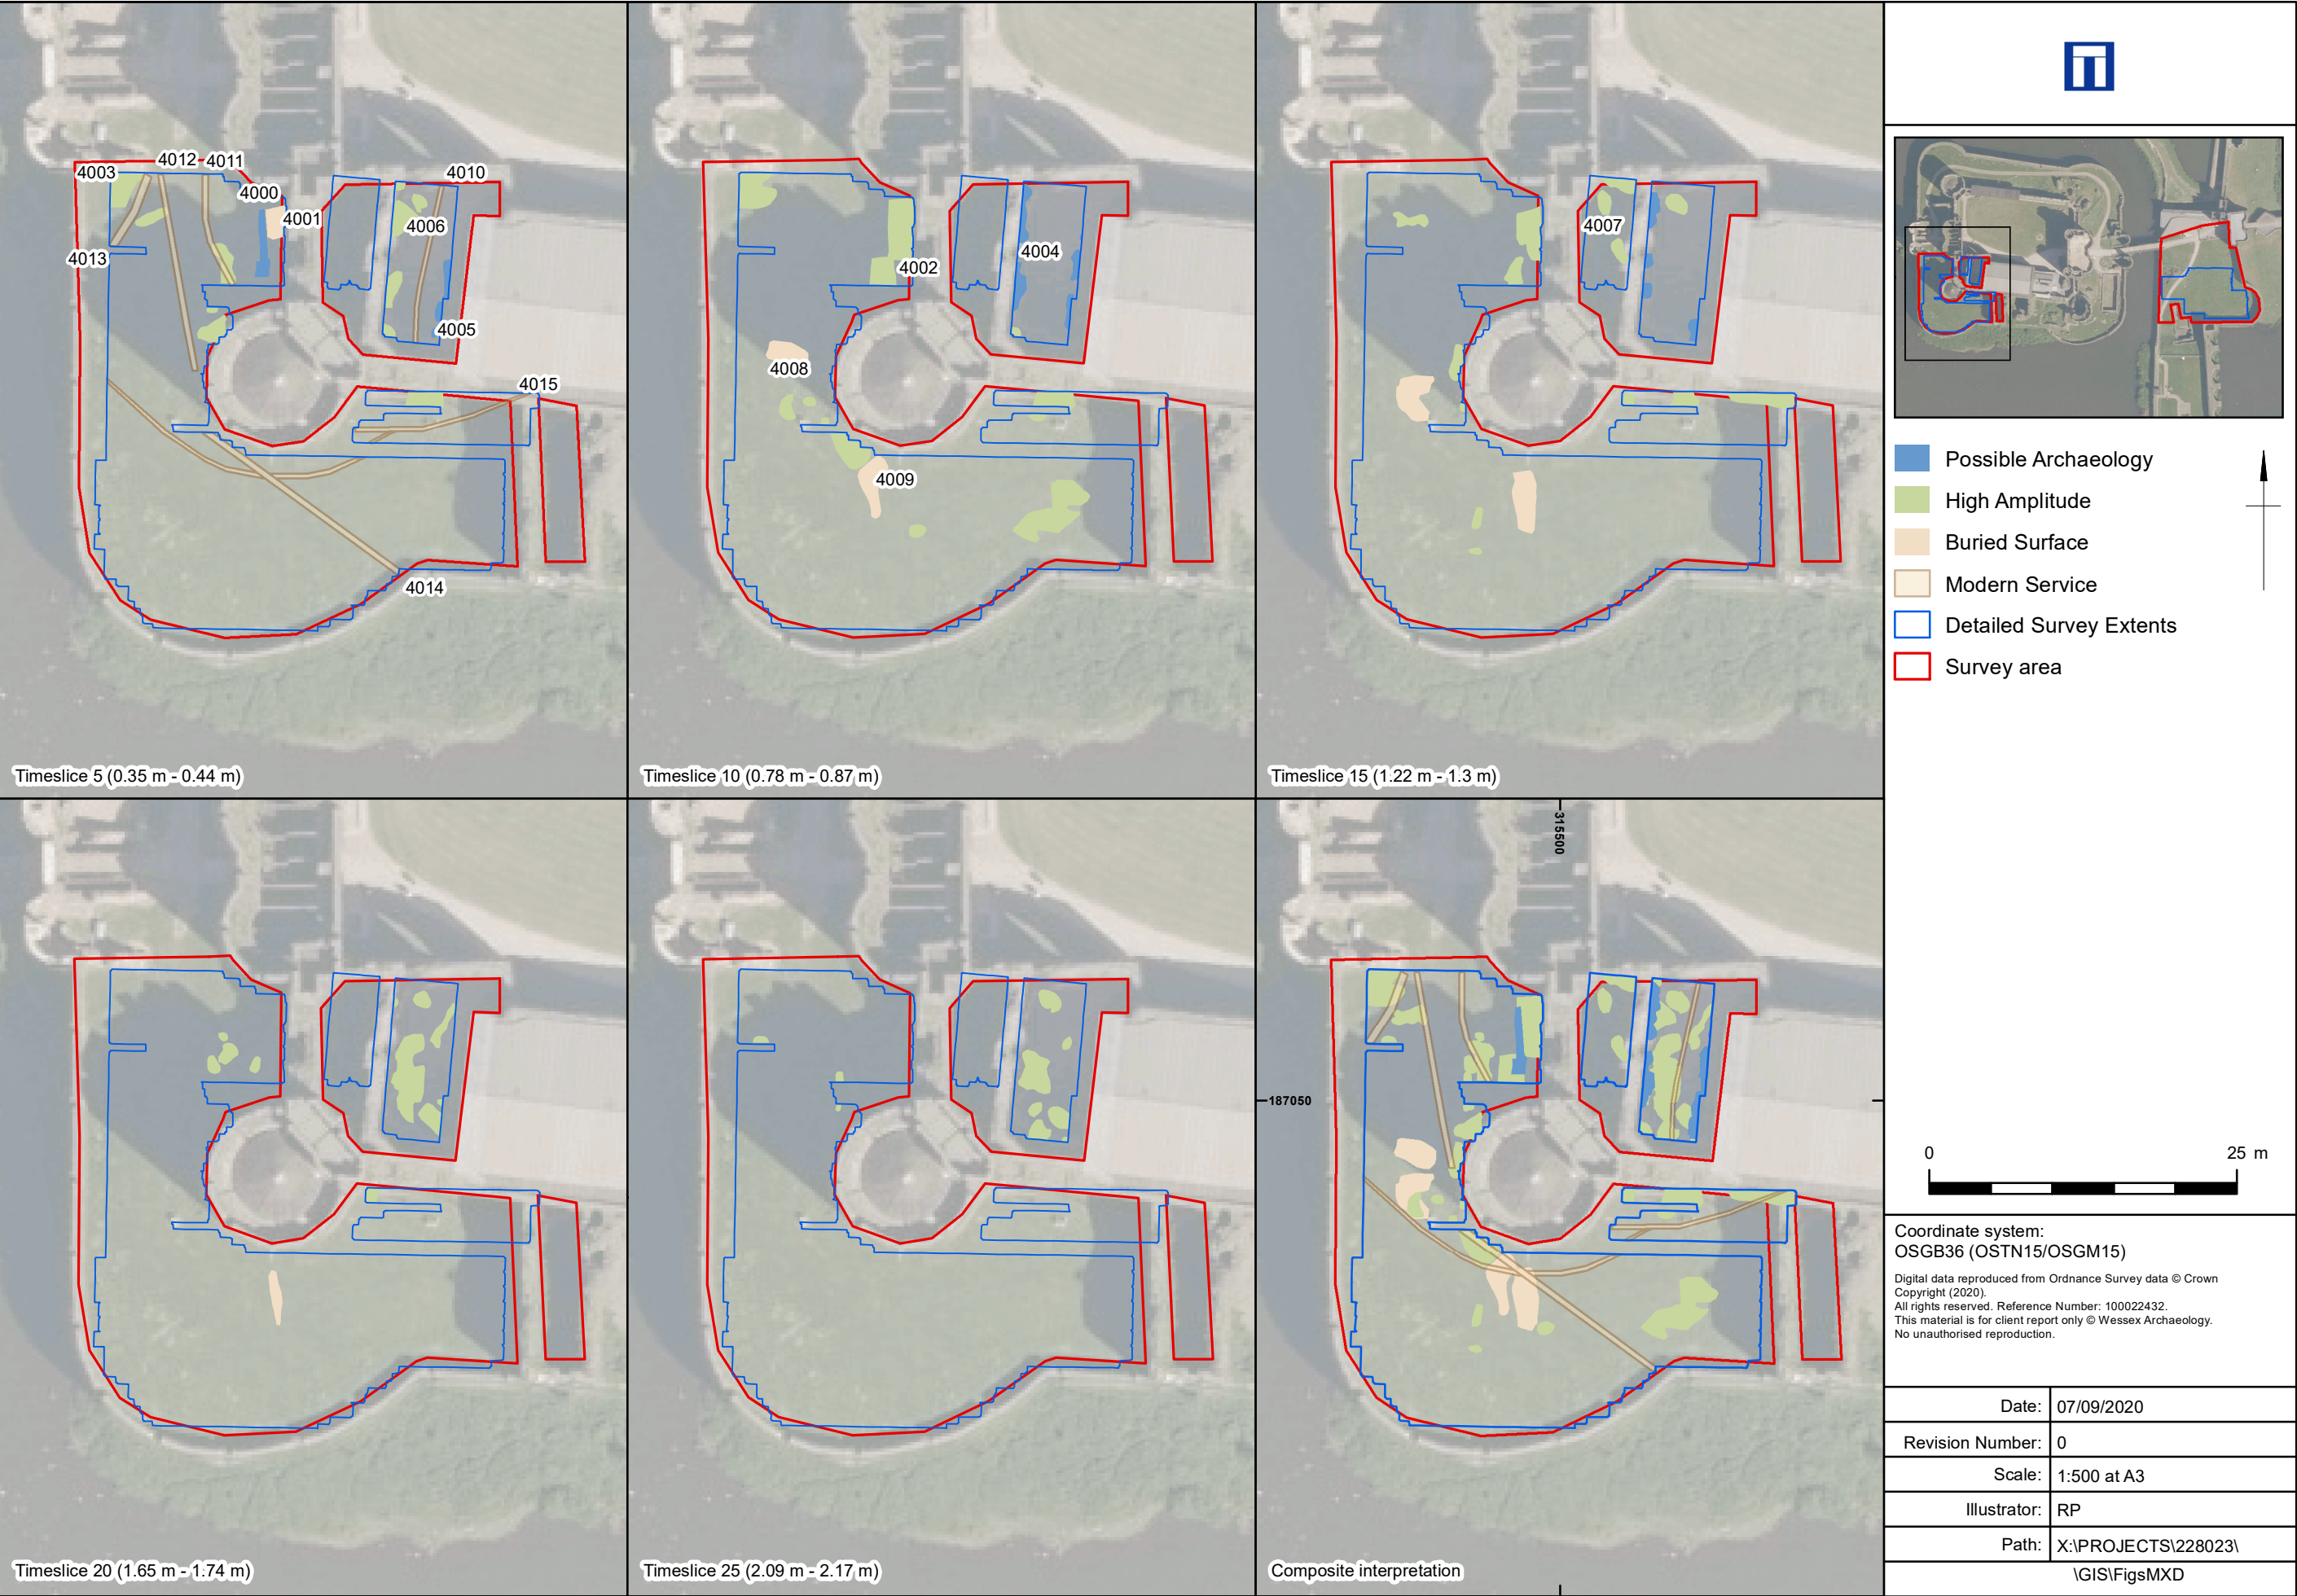 4003
4012
4011
4000
4001
4010
4006
4013
4005
4015
4014
Timeslice 5 (0.35 m - 0.44 m)
4002
4004
4008
4009
Timeslice 10 (0.78 m - 0.87 m)
4007
Timeslice 15 (1.22 m - 1.3 m)
Timeslice 20 (1.65 m - 1.74 m)
Timeslice 25 (2.09 m - 2.17 m)
315500
187050
Composite interpretation
Possible Archaeology
High Amplitude
Buried Surface
Modern Service
Detailed Survey Extents
Survey area
0 25 m
Coordinate system:
OSGB36 (OSTN15/OSGM15)
Digital data reproduced from Ordnance Survey data © Crown
Copyright (2020).
All rights reserved. Reference Number: 100022432.
This material is for client report only © Wessex Archaeology.
No unauthorised reproduction.
Date: 07/09/2020
Revision Number: 0
Scale: 1:500 at A3
Illustrator: RP
Path: X:\PROJECTS\228023\
\GIS\FigsMXD